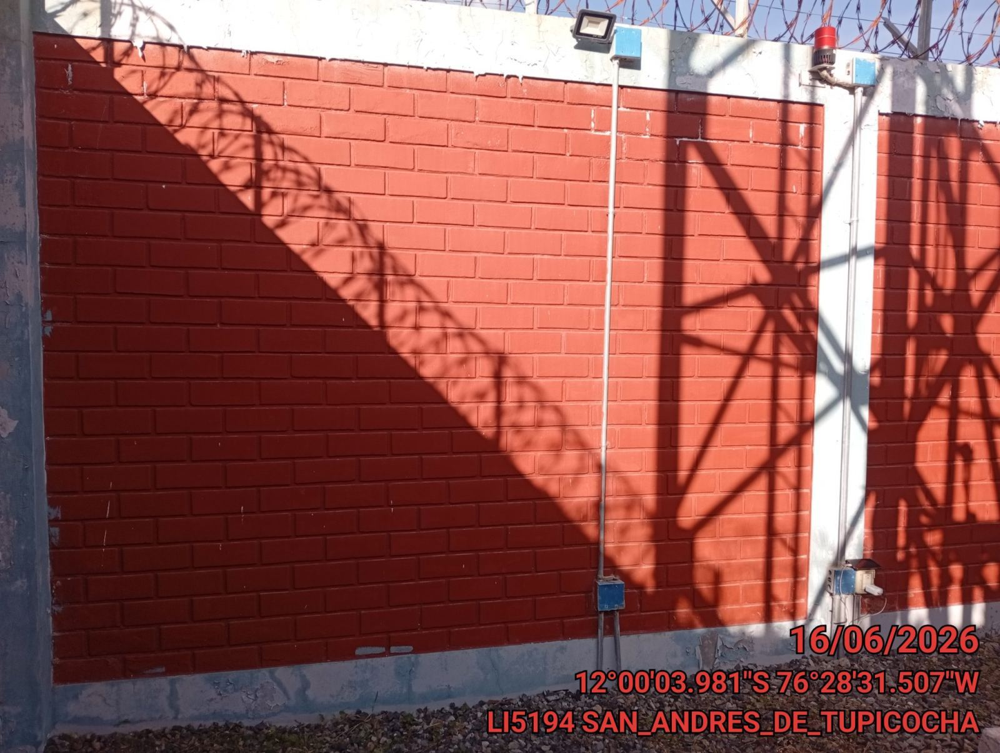 16/06/2026
12°00'03.981"S 76°28'31.507"W
LI5194 SAN_ANDRES_DE_TUPICOCHA